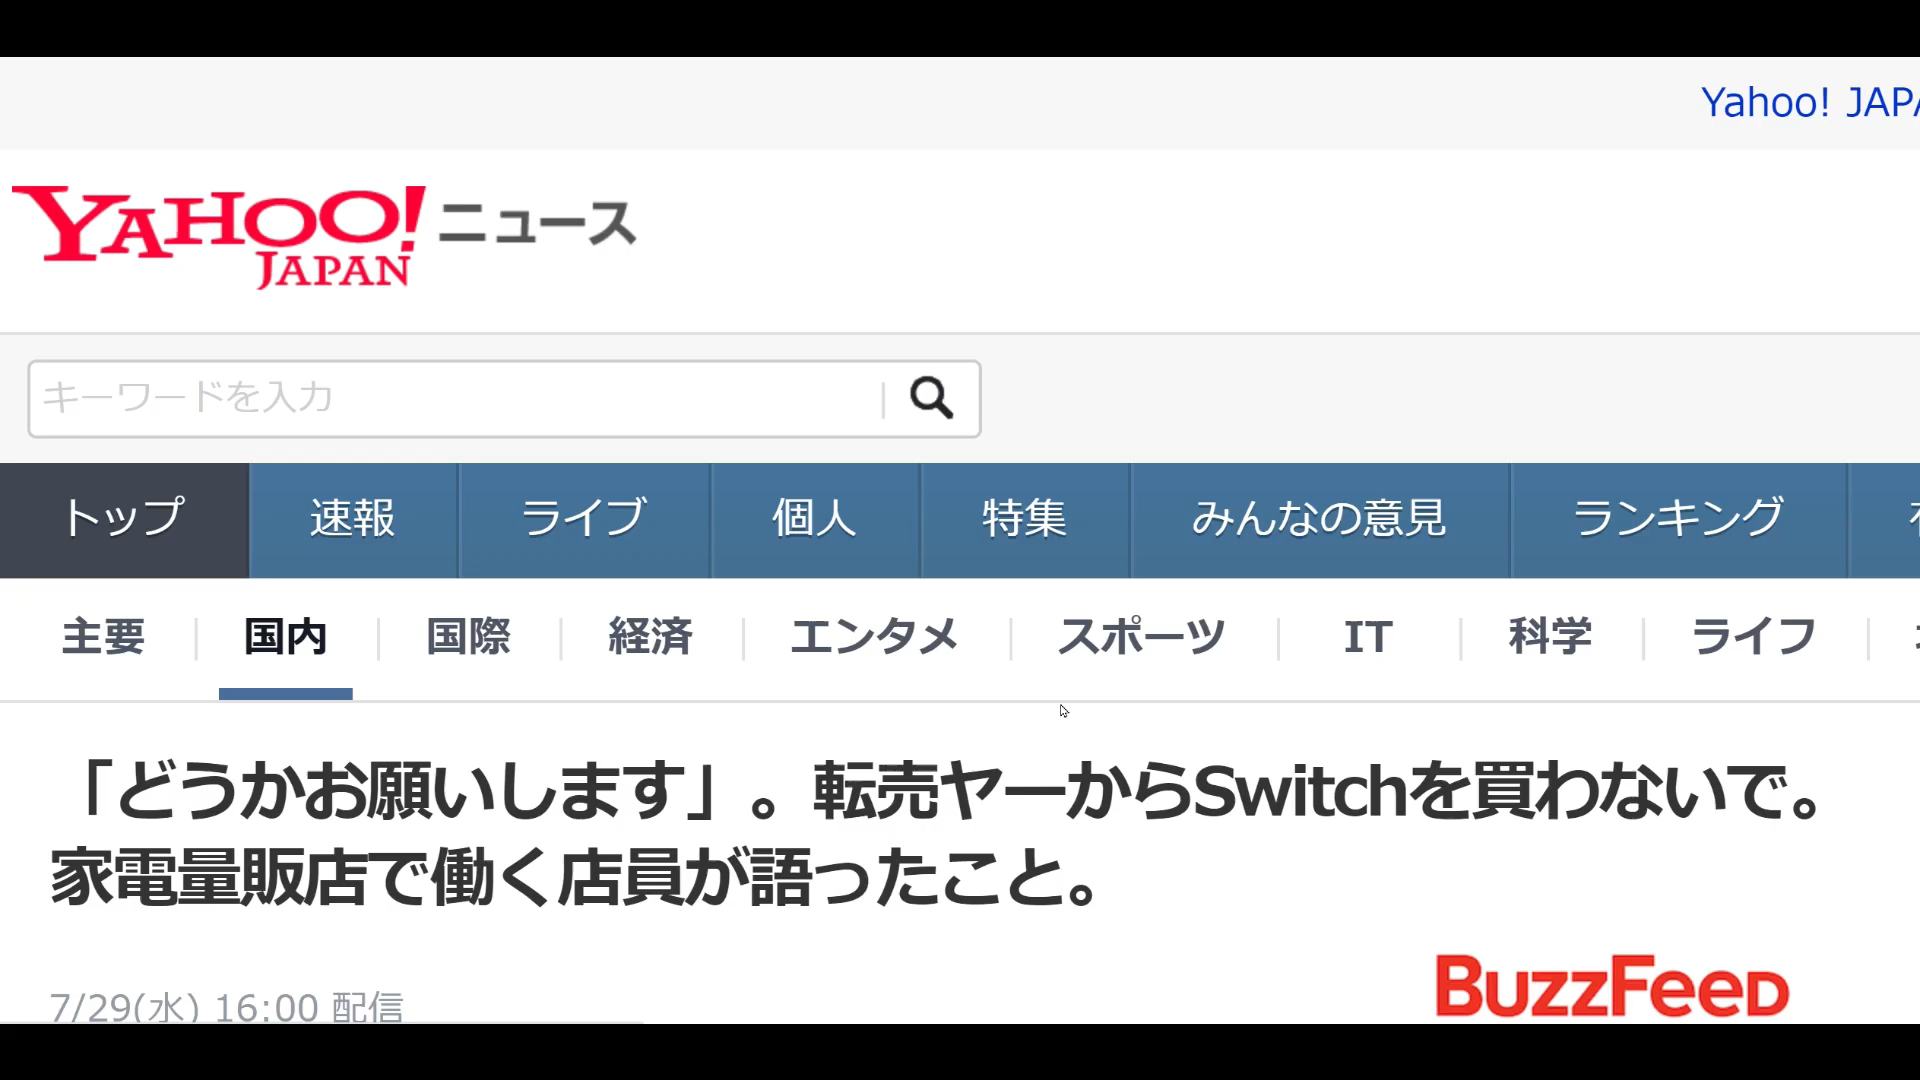 Yahoo! JAPA
YAHOO! ニュース
JAPAN
キーワードを入力
トップ 速報 ライブ 個人 特集 みんなの意見 ランキング
主要 国内 国際 経済 エンタメ スポーツ IT 科学 ライフ
「どうかお願いします」。転売ヤーからSwitchを買わないで。
家電量販店で働く店員が語ったこと。
BuzzFeed
7/29(水) 16:00 配信